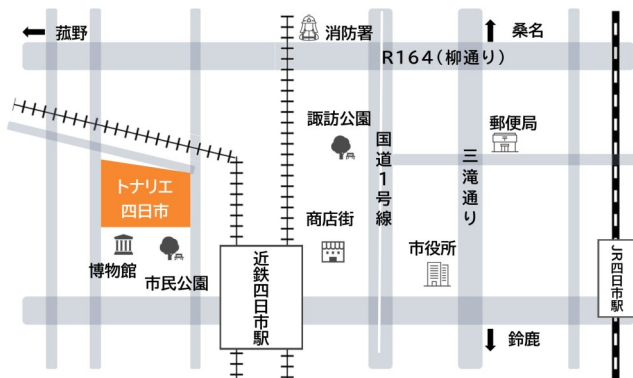 菰野
消防署
桑名
R164(柳通り)
諏訪公園
国道1号線
三滝通り
郵便局
トナリエ
四日市
商店街
市役所
博物館
市民公園
近鉄四日市駅
JR四日市駅
鈴鹿